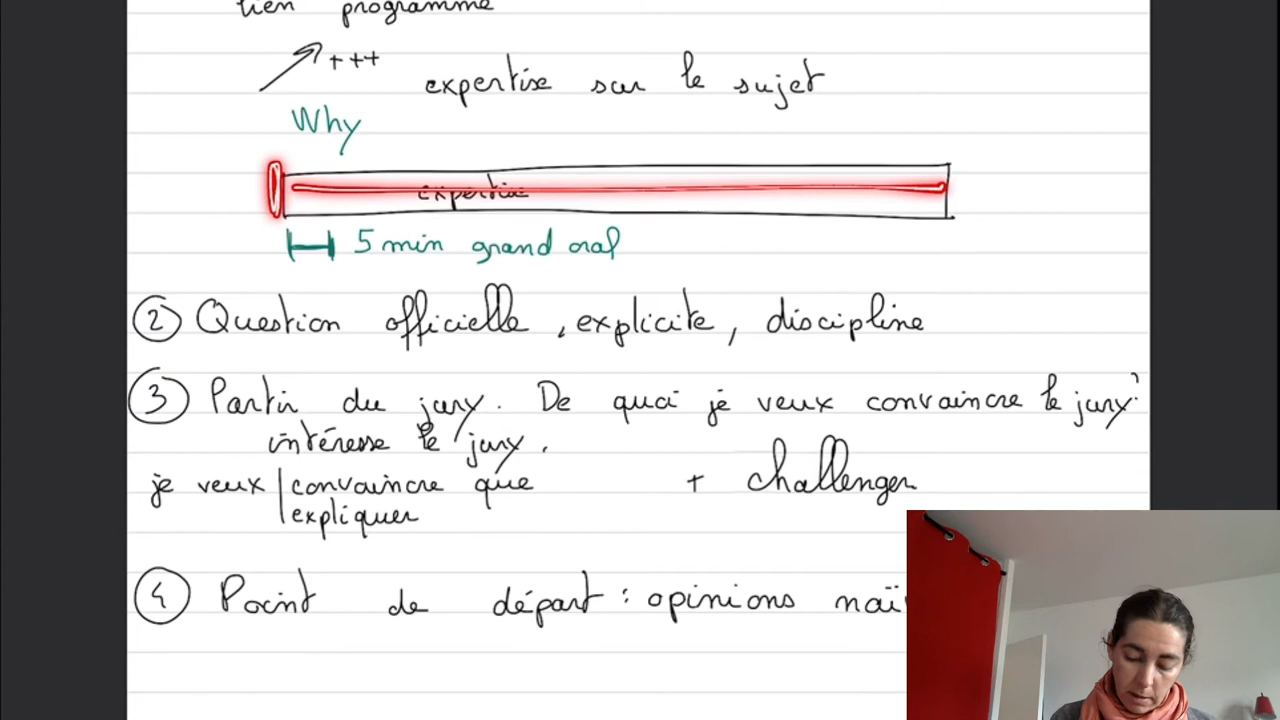 lien programme
+++
expertise sur le sujet
Why
expertise
5 min grand oral
② Question officielle, explicite, discipline
③ Partir du jury. De quoi je veux convaincre le jury?
intéresse le jury.
je veux convaincre que + challenger
expliquer
④ Point de départ : opinions naï